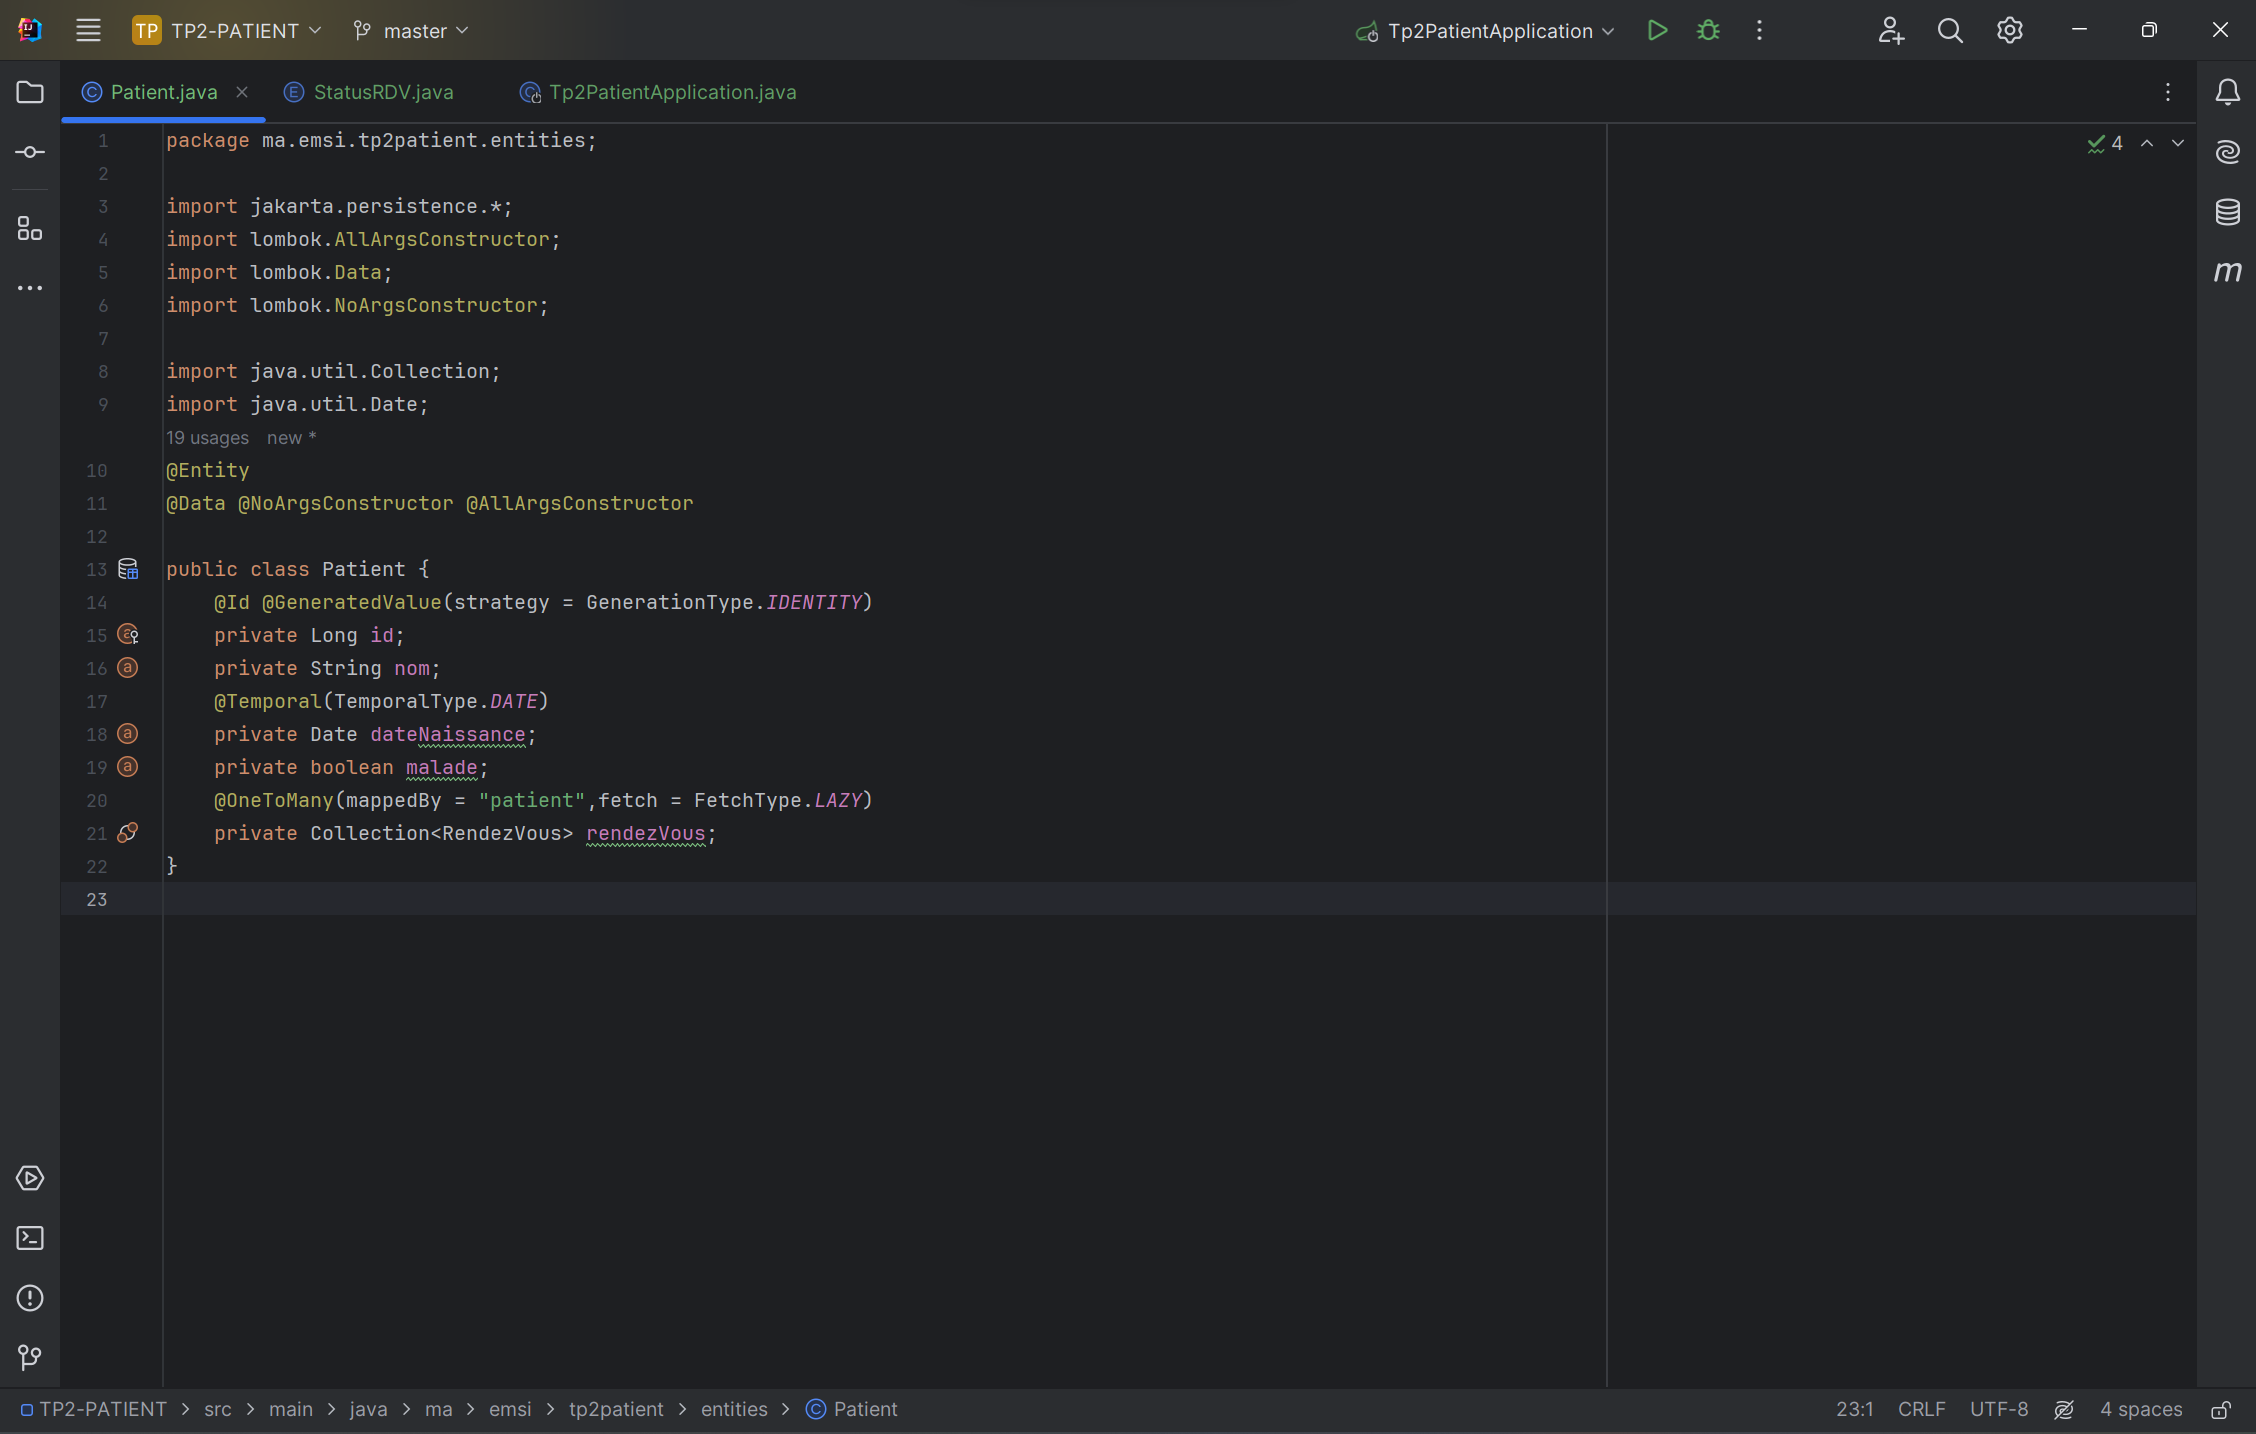 TP TP2-PATIENT master Tp2PatientApplication
Patient.java StatusRDV.java Tp2PatientApplication.java
1 package ma.emsi.tp2patient.entities;
4
2
3 import jakarta.persistence.*;
4 import lombok.AllArgsConstructor;
5 import lombok.Data;
6 import lombok.NoArgsConstructor;
7
8 import java.util.Collection;
9 import java.util.Date;
19 usages new *
10 @Entity
11 @Data @NoArgsConstructor @AllArgsConstructor
12
13 public class Patient {
14 @Id @GeneratedValue(strategy = GenerationType.IDENTITY)
15 private Long id;
16 private String nom;
17 @Temporal(TemporalType.DATE)
18 private Date dateNaissance;
19 private boolean malade;
20 @OneToMany(mappedBy = "patient",fetch = FetchType.LAZY)
21 private Collection<RendezVous> rendezVous;
22 }
23
TP2-PATIENT > src > main > java > ma > emsi > tp2patient > entities > Patient 23:1 CRLF UTF-8 4 spaces